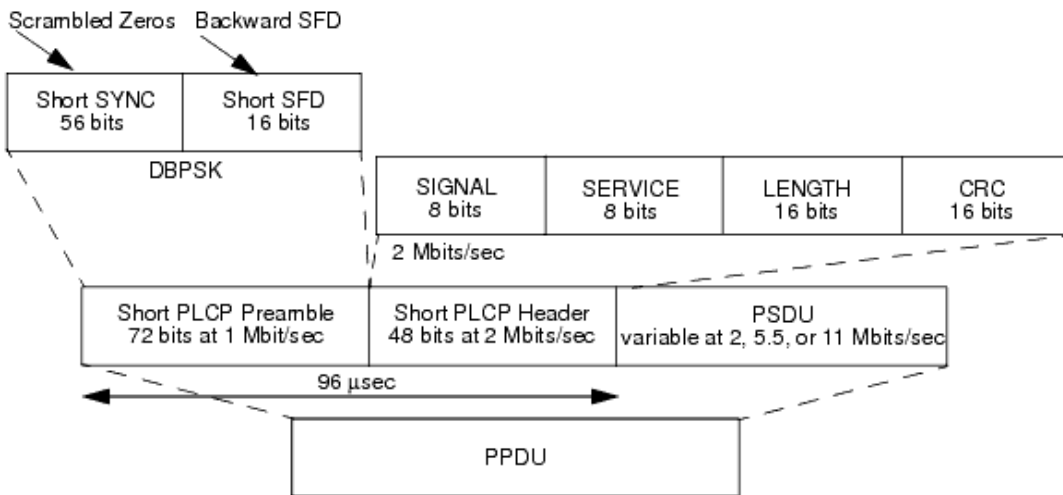 Scrambled Zeros
Backward SFD
Short SYNC
56 bits
Short SFD
16 bits
DBPSK
SIGNAL
8 bits
SERVICE
8 bits
LENGTH
16 bits
CRC
16 bits
2 Mbits/sec
Short PLCP Preamble
72 bits at 1 Mbit/sec
Short PLCP Header
48 bits at 2 Mbits/sec
PSDU
variable at 2, 5.5, or 11 Mbits/sec
96 μsec
PPDU